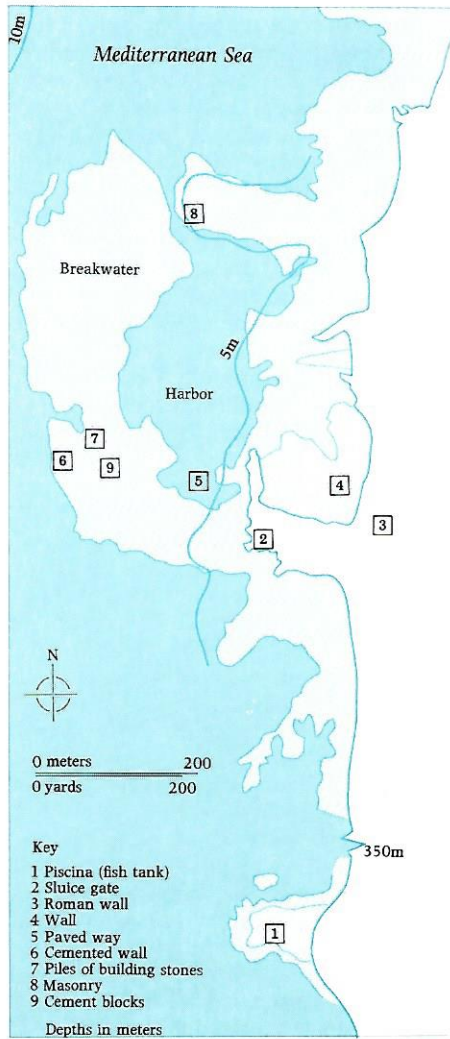 10m
Mediterranean Sea
8
Breakwater
5m
Harbor
7
6
9
5
4
3
2
N
0 meters 200
0 yards 200
350m
Key
1 Piscina (fish tank)
2 Sluice gate
3 Roman wall
4 Wall
5 Paved way
6 Cemented wall
7 Piles of building stones
8 Masonry
9 Cement blocks
1
Depths in meters